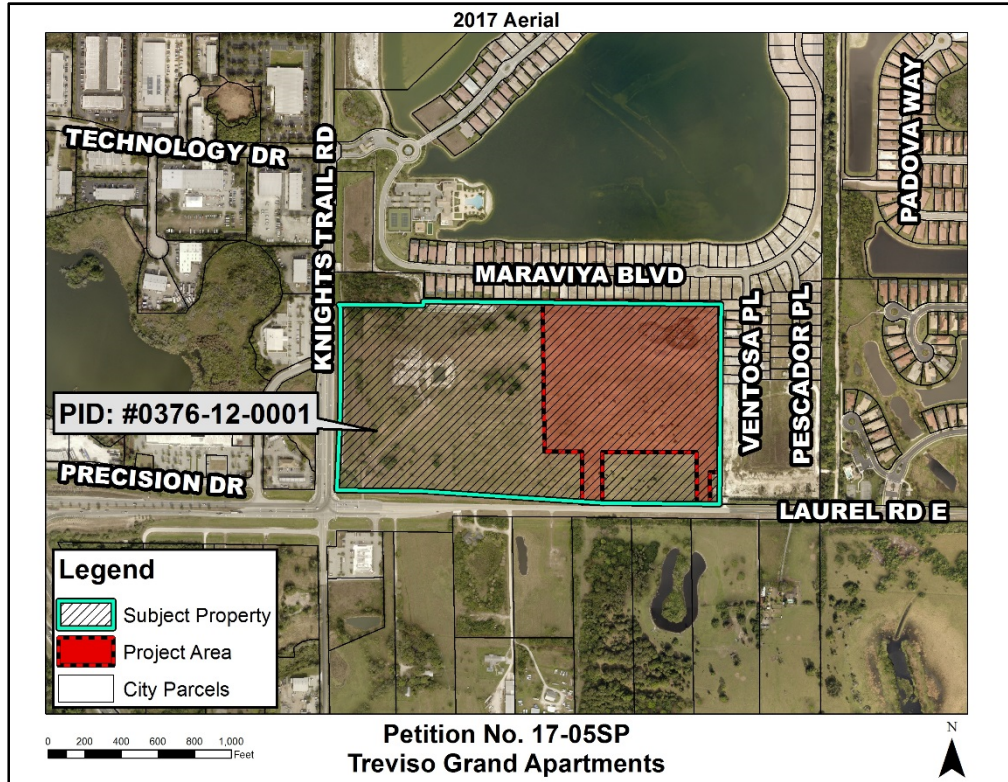 2017 Aerial
TECHNOLOGY DR
KNIGHTS TRAIL RD
PADOVA WAY
MARAVIYA BLVD
VENTOSA PL
PESCADOR PL
PID: #0376-12-0001
PRECISION DR
LAUREL RD E
Legend
Subject Property
Project Area
City Parcels
0 200 400 600 800 1,000
Feet
Petition No. 17-05SP
Treviso Grand Apartments
N